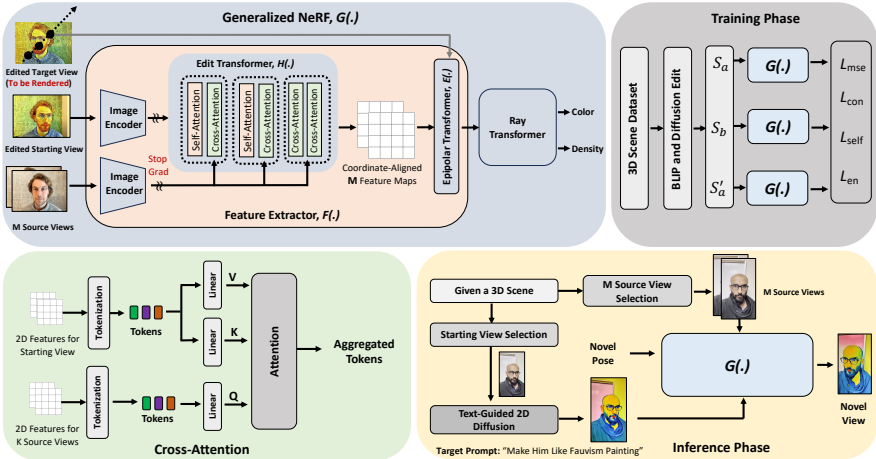 Generalized NeRF, G(.)
Edited Target View
(To be Rendered)
Edited Starting View
M Source Views
Image
Encoder
Image
Encoder
Stop
Grad
Edit Transformer, H(.)
Self-Attention
Cross-Attention
Self-Attention
Cross-Attention
Cross-Attention
Cross-Attention
Coordinate-Aligned
M Feature Maps
Feature Extractor, F(.)
Epipolar Transformer, E(.)
Ray
Transformer
Color
Density
Training Phase
3D Scene Dataset
BLIP and Diffusion Edit
S_a
S_b
S'_a
G(.)
G(.)
G(.)
L_mse
L_con
L_self
L_en
2D Features for
Starting View
Tokenization
Tokens
Linear
V
Linear
K
Attention
Aggregated
Tokens
2D Features for
K Source Views
Tokenization
Tokens
Linear
Q
Cross-Attention
Given a 3D Scene
M Source View
Selection
M Source Views
Starting View Selection
Novel
Pose
G(.)
Novel
View
Text-Guided 2D
Diffusion
Target Prompt: "Make Him Like Fauvism Painting"
Inference Phase